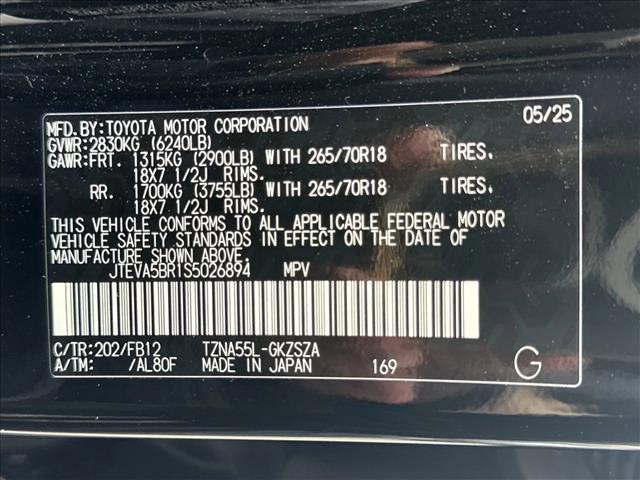 05/25
MFD.BY:TOYOTA MOTOR CORPORATION
GVWR:2830KG (6240LB)
GAWR:FRT. 1315KG (2900LB) WITH 265/70R18 TIRES.
18X7 1/2J RIMS.
RR. 1700KG (3755LB) WITH 265/70R18 TIRES.
18X7 1/2J RIMS.
THIS VEHICLE CONFORMS TO ALL APPLICABLE FEDERAL MOTOR
VEHICLE SAFETY STANDARDS IN EFFECT ON THE DATE OF
MANUFACTURE SHOWN ABOVE.
JTEVA5BR1S5026894 MPV
C/TR:202/FB12 TZNA55L-GKZSZA
A/TM: /AL80F MADE IN JAPAN 169 G